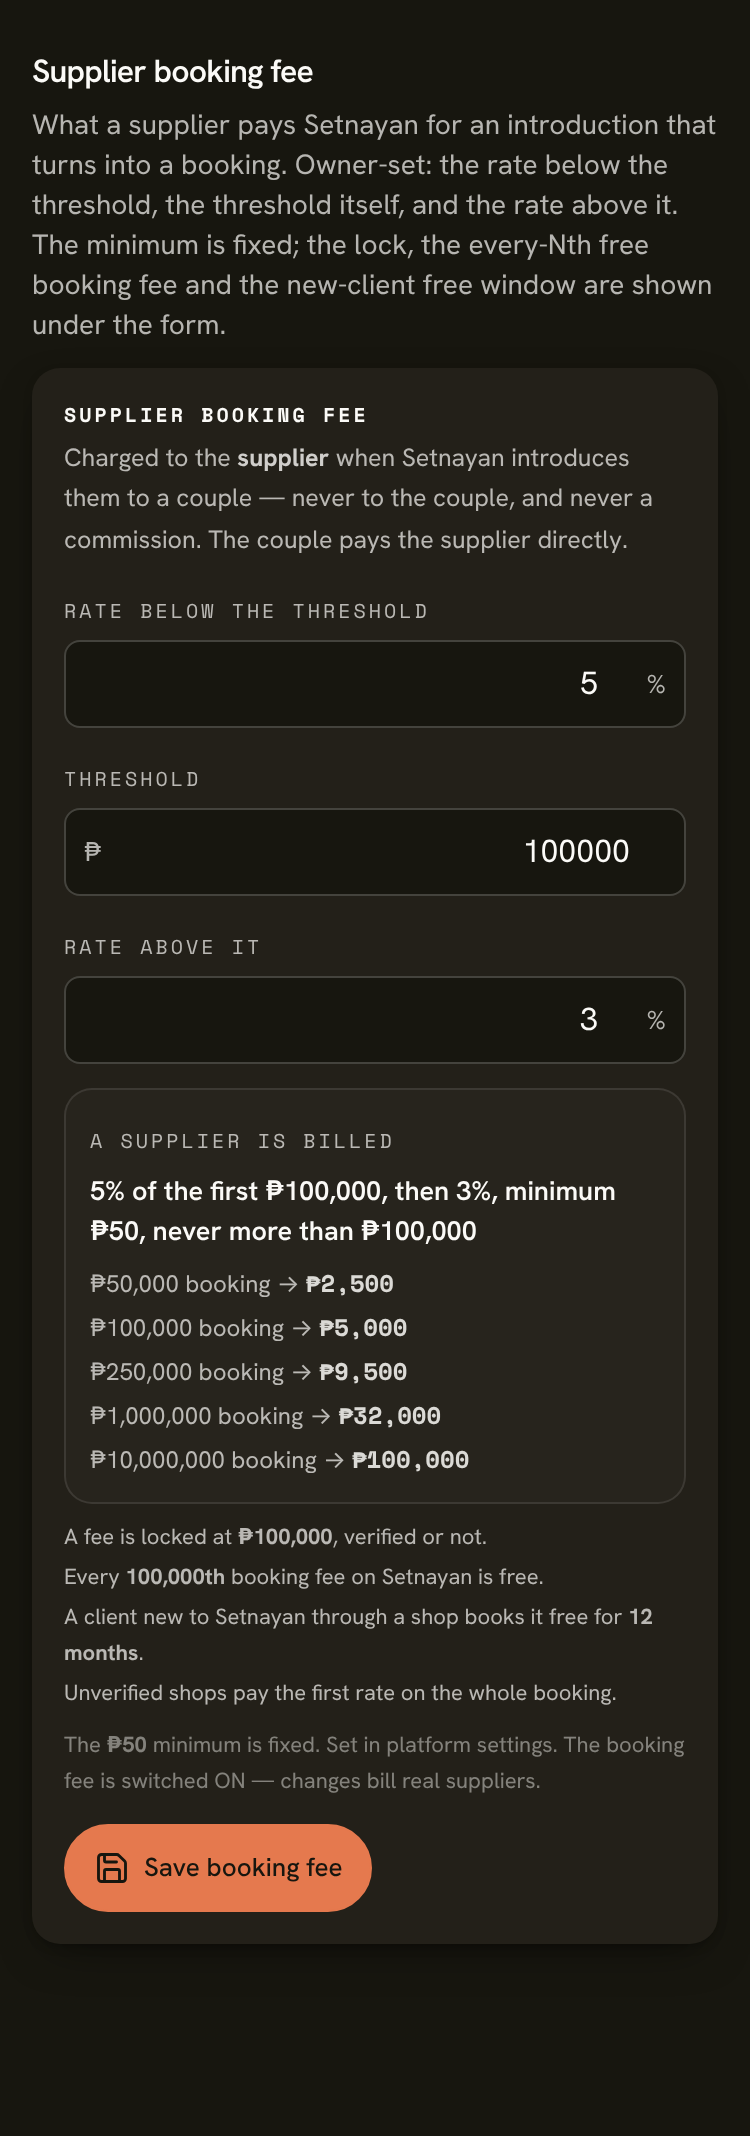 Supplier booking fee
What a supplier pays Setnayan for an introduction that
turns into a booking. Owner-set: the rate below the
threshold, the threshold itself, and the rate above it.
The minimum is fixed; the lock, the every-Nth free
booking fee and the new-client free window are shown
under the form.
SUPPLIER BOOKING FEE
Charged to the supplier when Setnayan introduces
them to a couple — never to the couple, and never a
commission. The couple pays the supplier directly.
RATE BELOW THE THRESHOLD
5 %
THRESHOLD
₱ 100000
RATE ABOVE IT
3 %
A SUPPLIER IS BILLED
5% of the first ₱100,000, then 3%, minimum
₱50, never more than ₱100,000
₱50,000 booking → ₱2,500
₱100,000 booking → ₱5,000
₱250,000 booking → ₱9,500
₱1,000,000 booking → ₱32,000
₱10,000,000 booking → ₱100,000
A fee is locked at ₱100,000, verified or not.
Every 100,000th booking fee on Setnayan is free.
A client new to Setnayan through a shop books it free for 12
months.
Unverified shops pay the first rate on the whole booking.
The ₱50 minimum is fixed. Set in platform settings. The booking
fee is switched ON — changes bill real suppliers.
Save booking fee